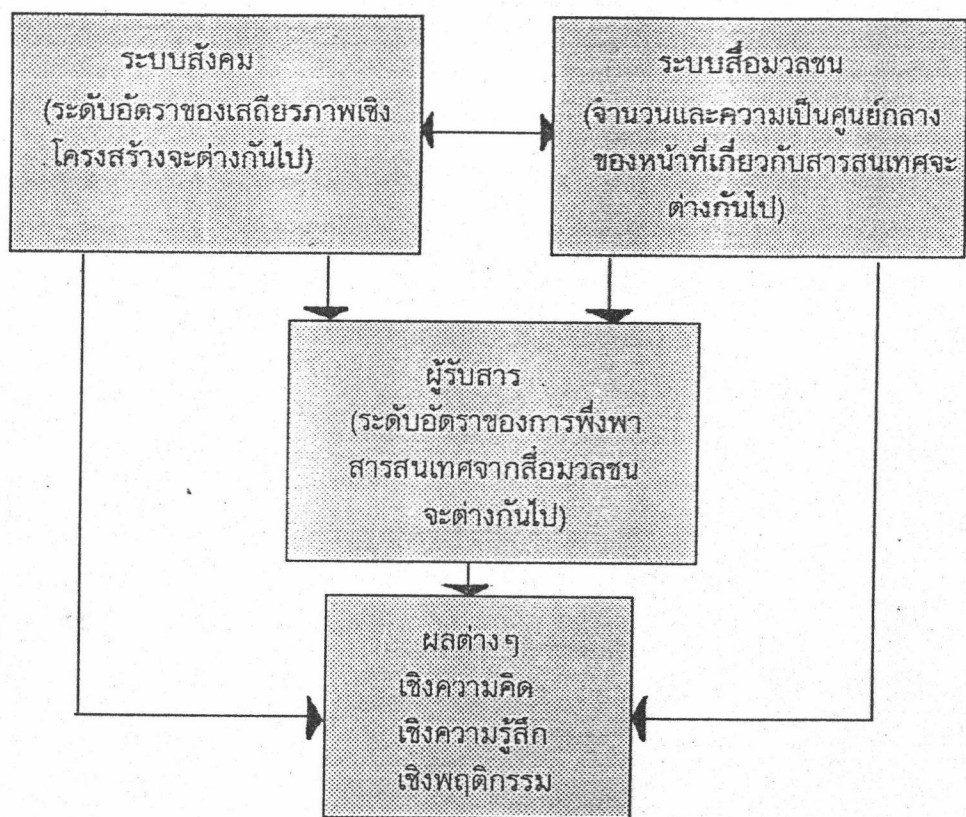 ระบบสังคม
(ระดับอัตราของเสถียรภาพเชิง
โครงสร้างจะต่างกันไป)
ระบบสื่อมวลชน
(จำนวนและความเป็นศูนย์กลาง
ของหน้าที่เกี่ยวกับสารสนเทศจะ
ต่างกันไป)
ผู้รับสาร
(ระดับอัตราของการพึ่งพา
สารสนเทศจากสื่อมวลชน
จะต่างกันไป)
ผลต่างๆ
เชิงความคิด
เชิงความรู้สึก
เชิงพฤติกรรม